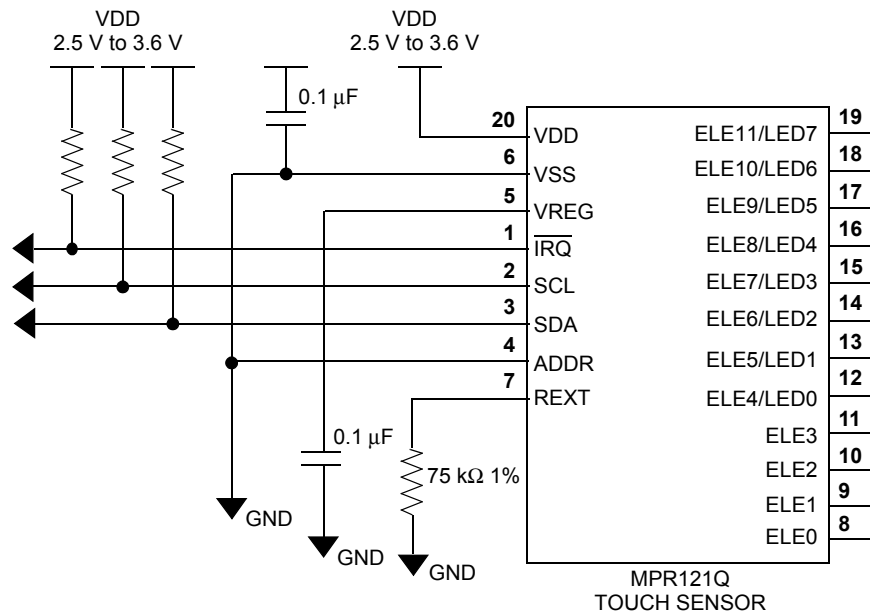 VDD
2.5 V to 3.6 V
VDD
2.5 V to 3.6 V
0.1 μF
20
VDD
6
VSS
5
VREG
1
IRQ
2
SCL
3
SDA
4
ADDR
7
REXT
ELE11/LED7
19
ELE10/LED6
18
ELE9/LED5
17
ELE8/LED4
16
ELE7/LED3
15
ELE6/LED2
14
ELE5/LED1
13
ELE4/LED0
12
ELE3
11
ELE2
10
ELE1
9
ELE0
8
0.1 μF
75 kΩ 1%
GND
GND
GND
MPR121Q
TOUCH SENSOR